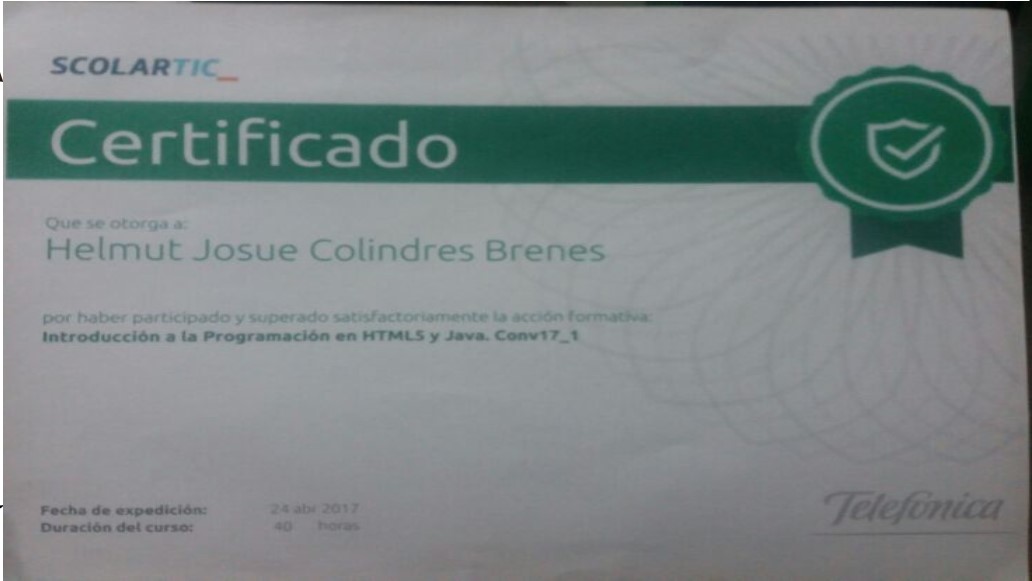 SCOLARTIC_
Certificado
Que se otorga a:
Helmut Josue Colindres Brenes
por haber participado y superado satisfactoriamente la acción formativa:
Introducción a la Programación en HTML5 y Java. Conv17_1
Fecha de expedición: 24 abr 2017
Duración del curso: 40 horas
Telefónica